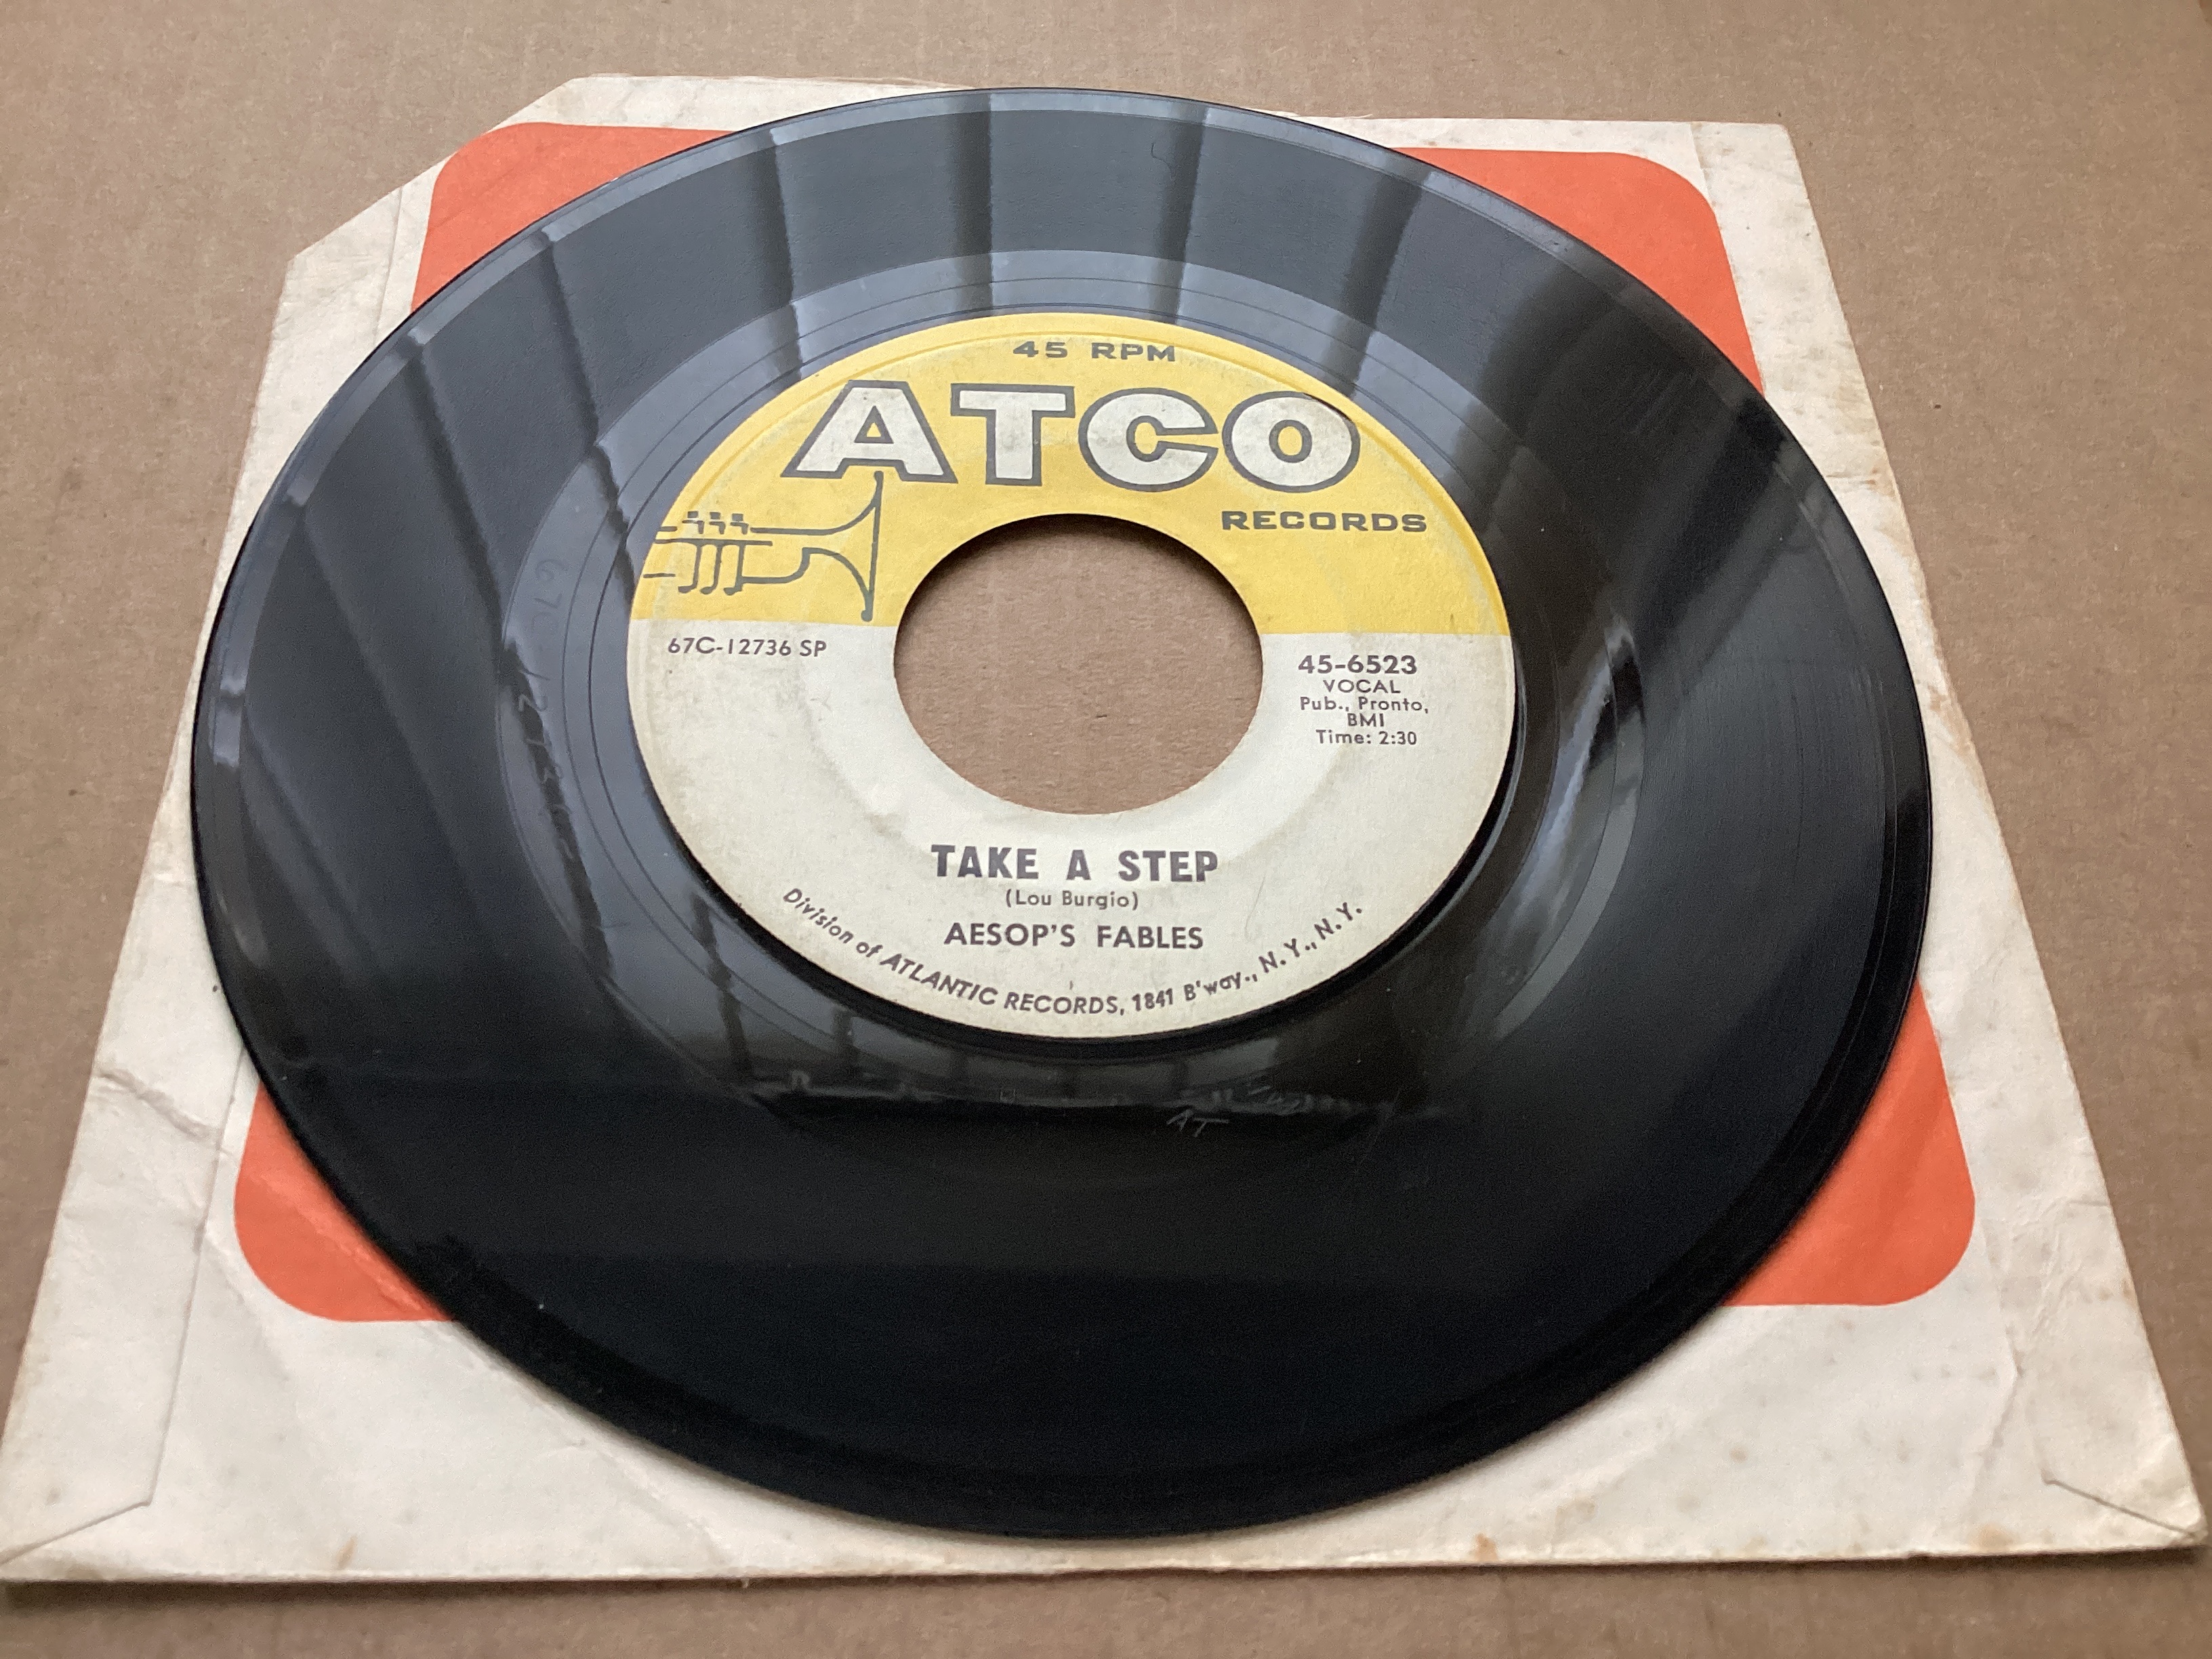 45 RPM
ATCO
RECORDS
67C-12736 SP
45-6523
VOCAL
Pub., Pronto,
BMI
Time: 2:30
TAKE A STEP
(Lou Burgio)
AESOP'S FABLES
Division of ATLANTIC RECORDS, 1841 B'way., N.Y., N.Y.
AT